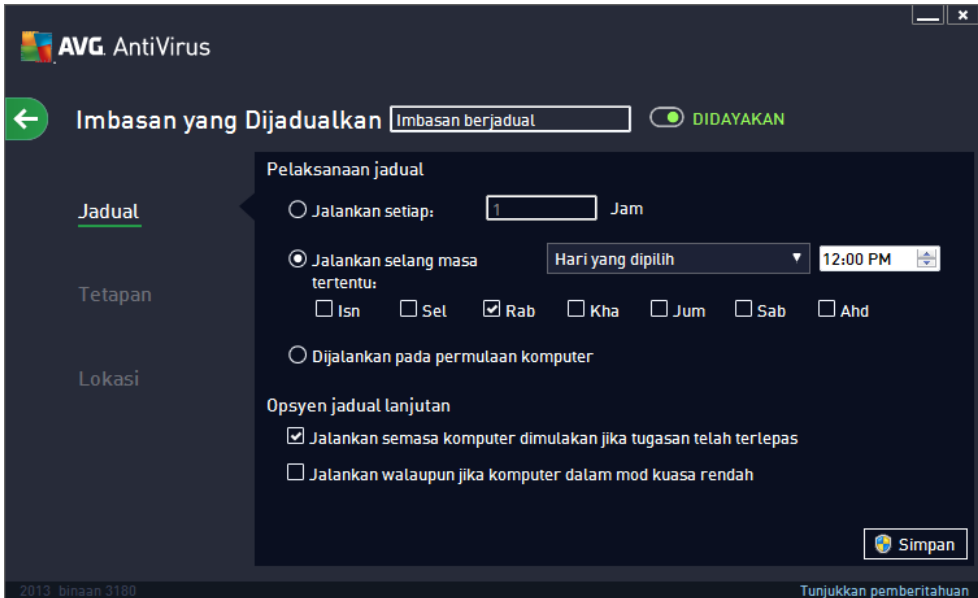 AVG. AntiVirus
Imbasan yang Dijadualkan Imbasan berjadual DIDAYAKAN
Jadual
Tetapan
Lokasi
Pelaksanaan jadual
Jalankan setiap: 1 Jam
Jalankan selang masa tertentu: Hari yang dipilih 12:00 PM
Isn Sel Rab Kha Jum Sab Ahd
Dijalankan pada permulaan komputer
Opsyen jadual lanjutan
Jalankan semasa komputer dimulakan jika tugasan telah terlepas
Jalankan walaupun jika komputer dalam mod kuasa rendah
Simpan
2013 binaan 3180 Tunjukkan pemberitahuan